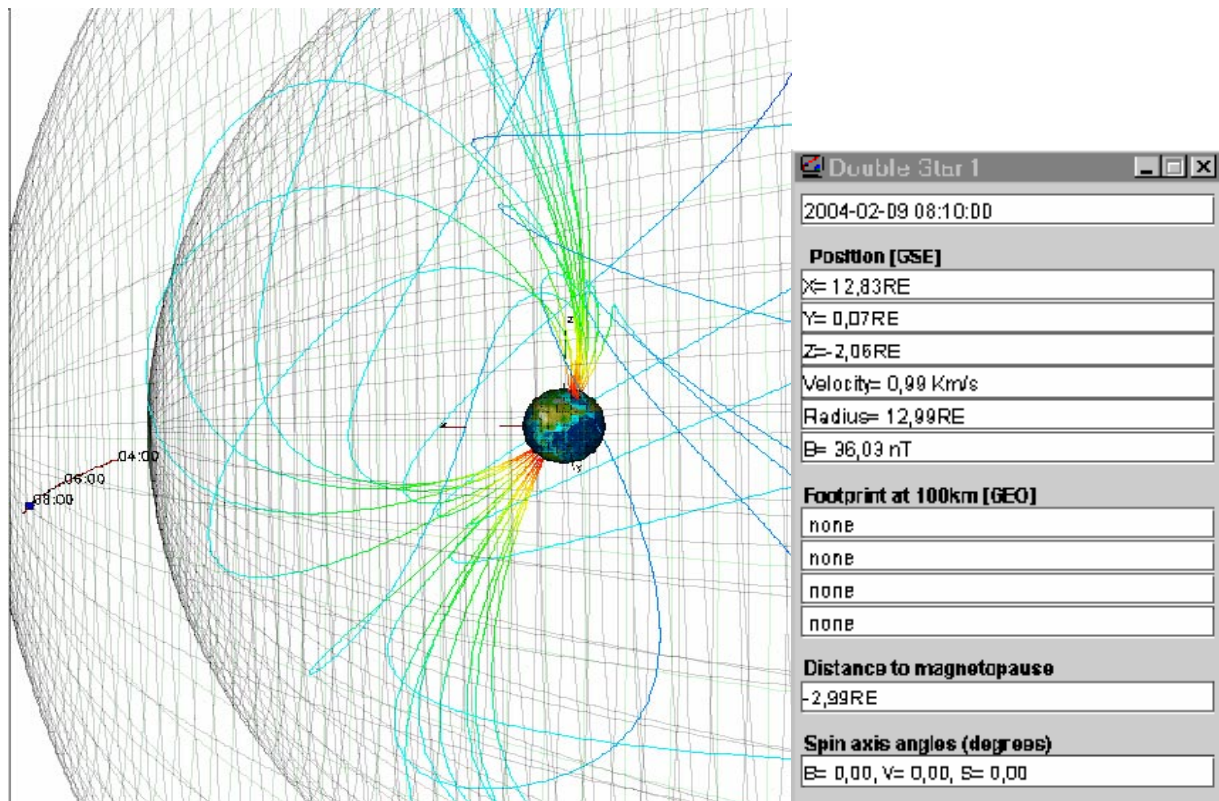 04:00
06:00
08:00
z
x
Y
Double Star 1
2004-02-09 08:10:00
Position [GSE]
X= 12,83RE
Y= 0,07RE
Z=-2,06RE
Velocity= 0,99 Km/s
Radius= 12,99RE
B= 36,03 nT
Footprint at 100km [GEO]
none
none
none
none
Distance to magnetopause
-2,99RE
Spin axis angles (degrees)
B= 0,00, V= 0,00, S= 0,00